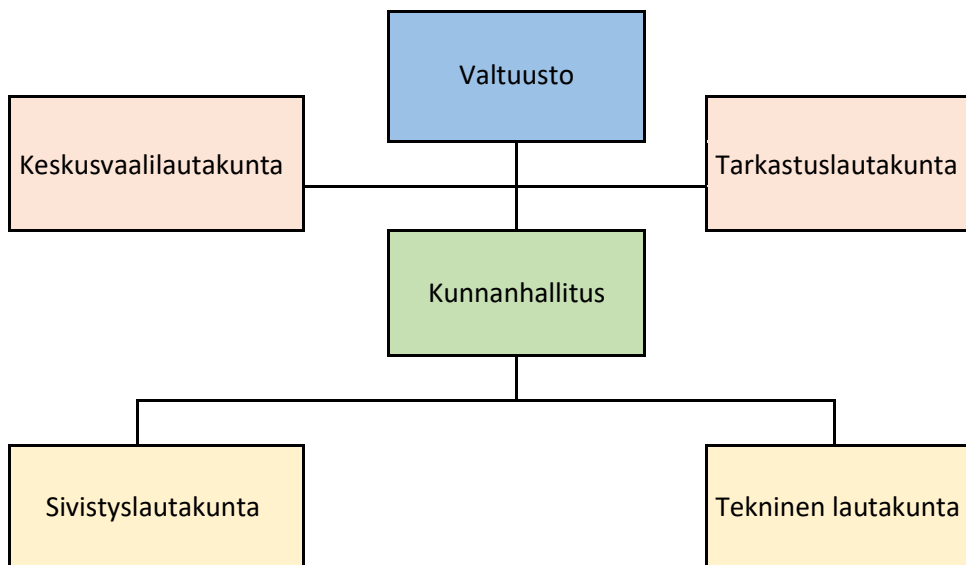 Valtuusto
Keskusvaalilautakunta
Tarkastuslautakunta
Kunnanhallitus
Sivistyslautakunta
Tekninen lautakunta